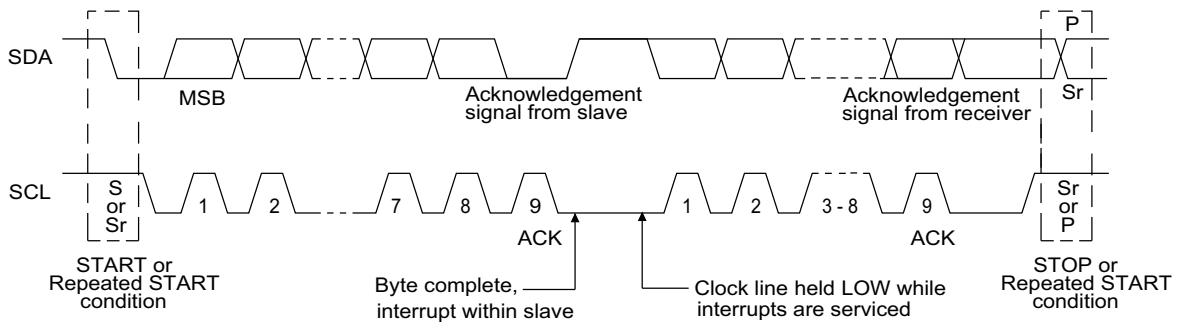 P
SDA
MSB
Acknowledgement
signal from slave
Acknowledgement
signal from receiver
Sr
SCL
S
or
Sr
1
2
7
8
9
1
2
3 - 8
9
Sr
or
P
ACK
ACK
START or
Repeated START
condition
Byte complete,
interrupt within slave
Clock line held LOW while
interrupts are serviced
STOP or
Repeated START
condition